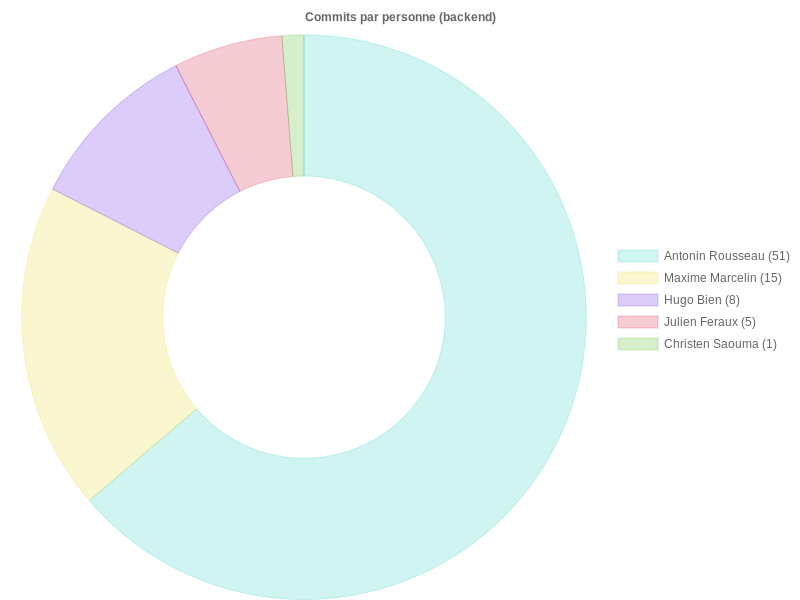 Commits par personne (backend)
Antonin Rousseau (51)
Maxime Marcelin (15)
Hugo Bien (8)
Julien Feraux (5)
Christen Saouma (1)